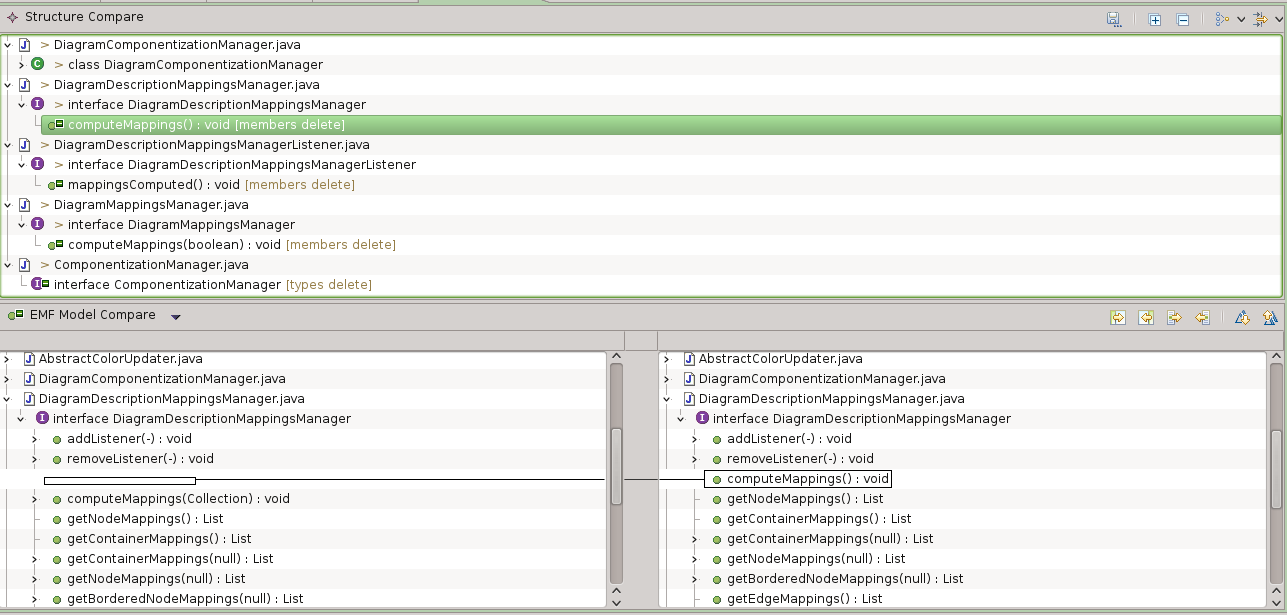 Structure Compare
> DiagramComponentizationManager.java
> class DiagramComponentizationManager
> DiagramDescriptionMappingsManager.java
> interface DiagramDescriptionMappingsManager
computeMappings() : void [members delete]
> DiagramDescriptionMappingsManagerListener.java
> interface DiagramDescriptionMappingsManagerListener
mappingsComputed() : void [members delete]
> DiagramMappingsManager.java
> interface DiagramMappingsManager
computeMappings(boolean) : void [members delete]
> ComponentizationManager.java
interface ComponentizationManager [types delete]
EMF Model Compare
AbstractColorUpdater.java
DiagramComponentizationManager.java
DiagramDescriptionMappingsManager.java
interface DiagramDescriptionMappingsManager
addListener(-) : void
removeListener(-) : void
computeMappings(Collection) : void
getNodeMappings() : List
getContainerMappings() : List
getContainerMappings(null) : List
getNodeMappings(null) : List
getBorderedNodeMappings(null) : List
AbstractColorUpdater.java
DiagramComponentizationManager.java
DiagramDescriptionMappingsManager.java
interface DiagramDescriptionMappingsManager
addListener(-) : void
removeListener(-) : void
computeMappings() : void
getNodeMappings() : List
getContainerMappings() : List
getContainerMappings(null) : List
getNodeMappings(null) : List
getBorderedNodeMappings(null) : List
getEdgeMappings() : List